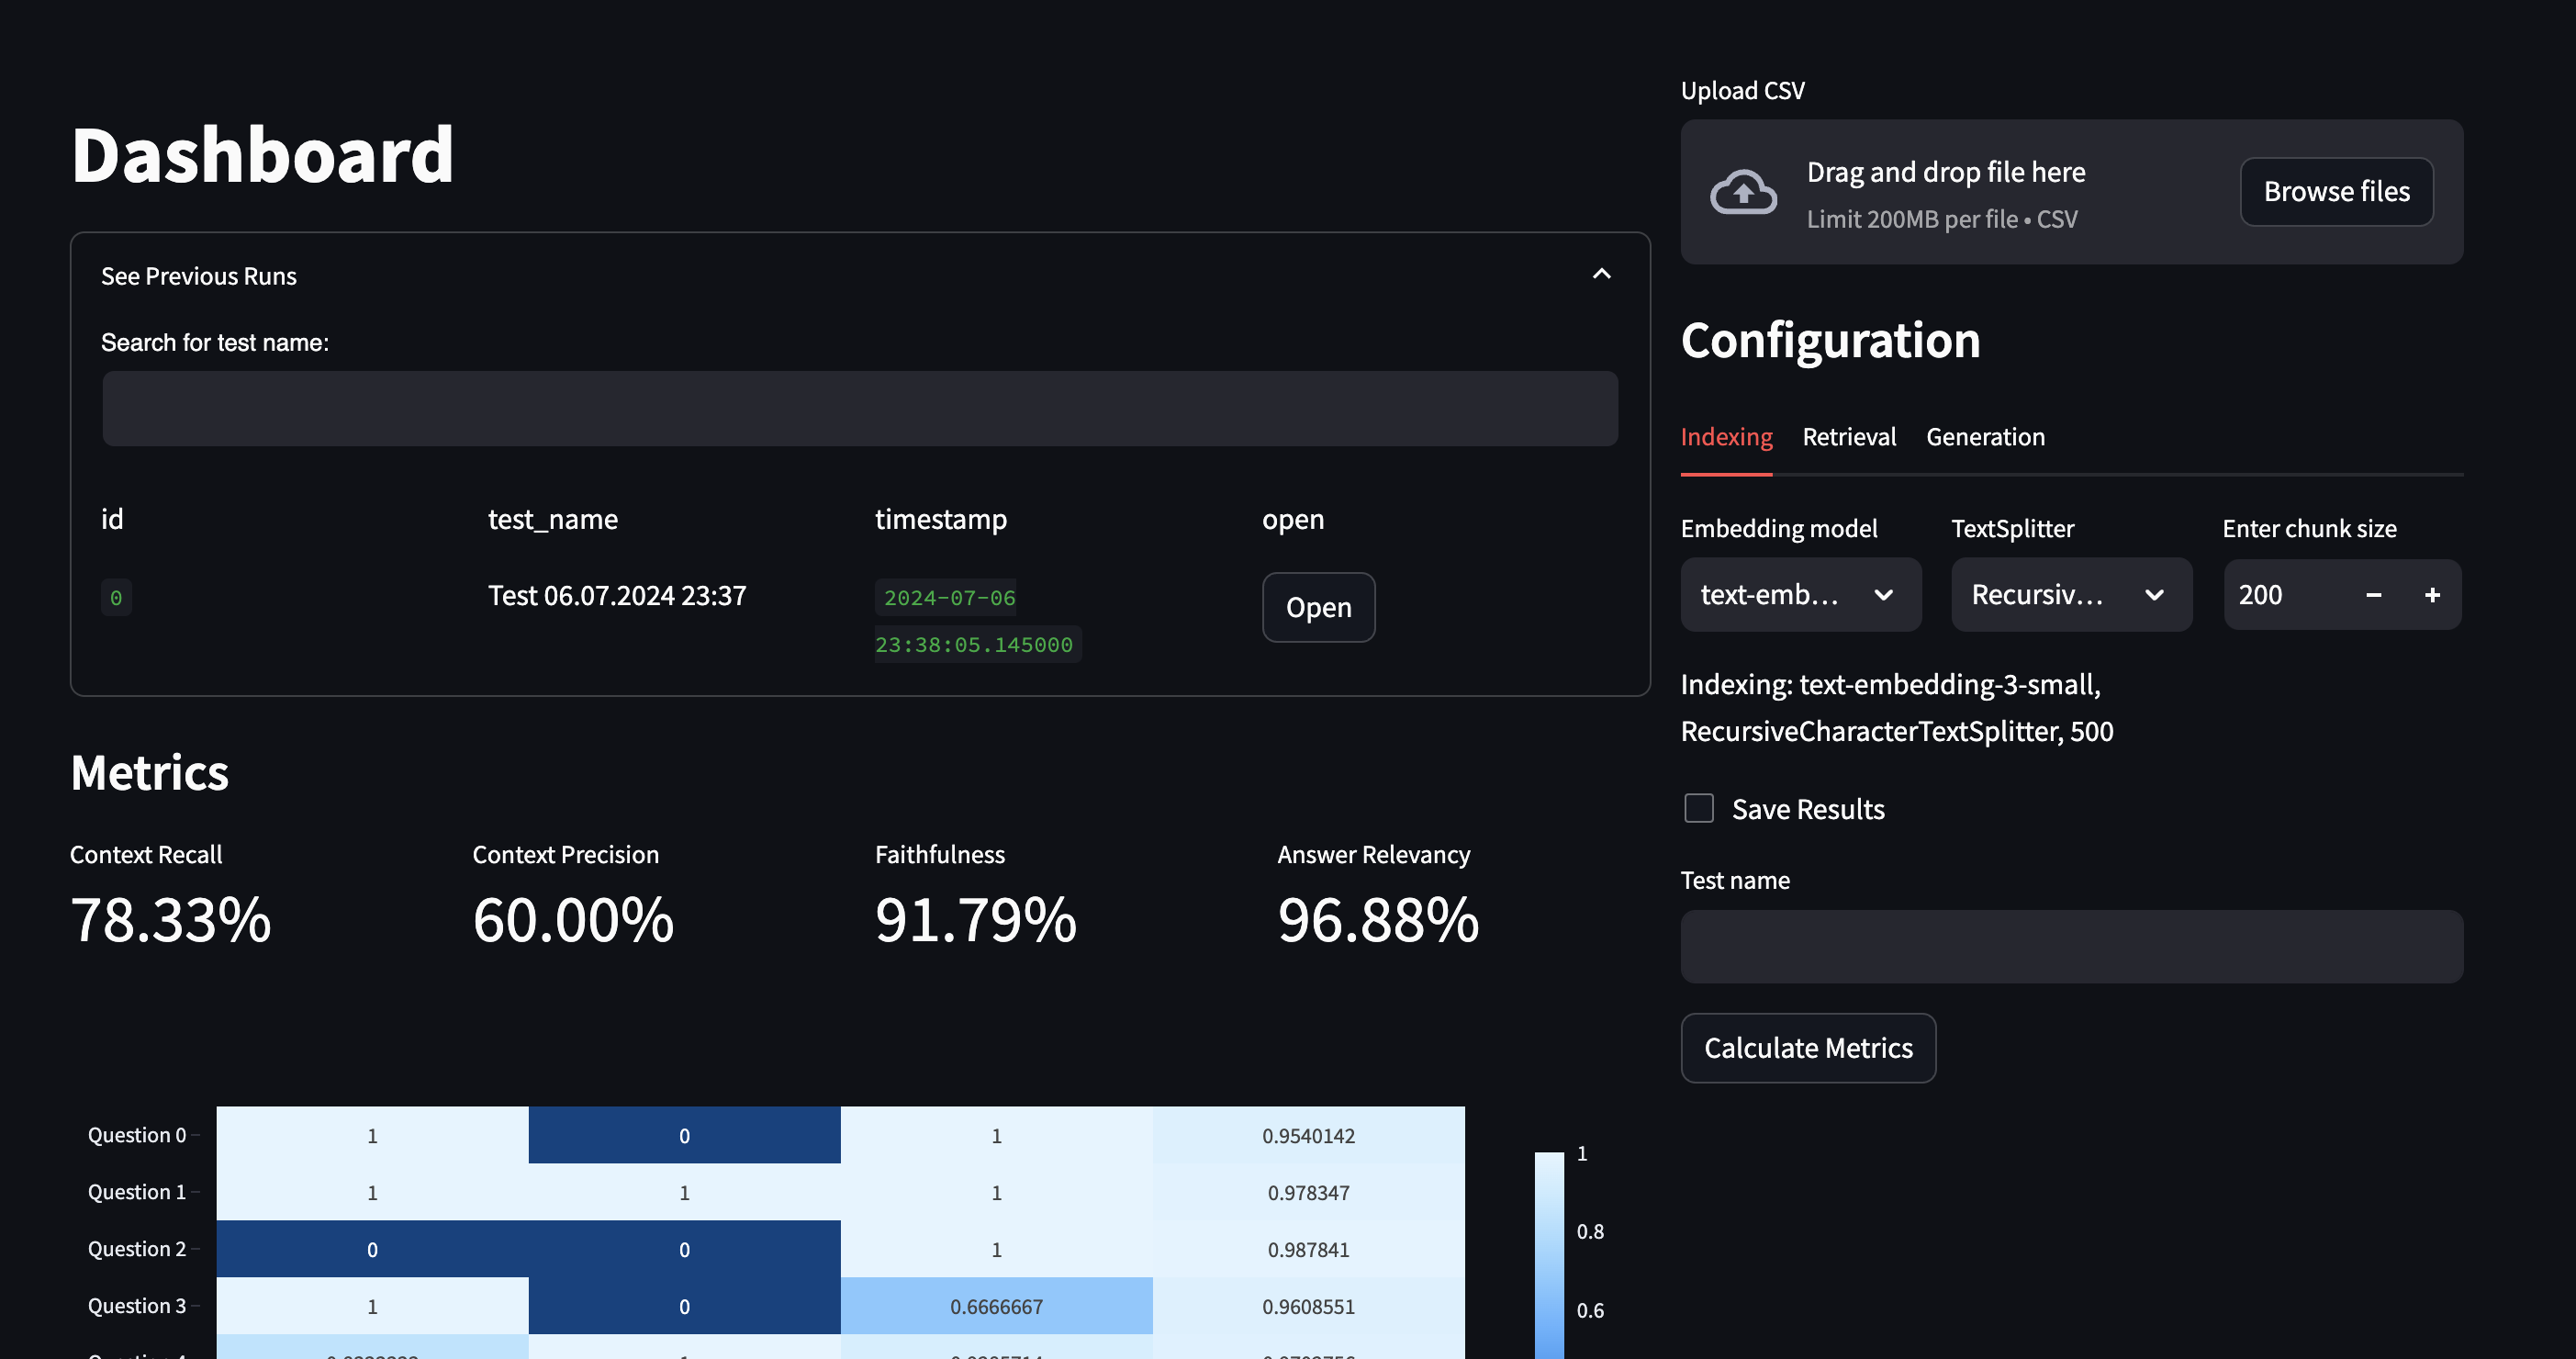 Dashboard
See Previous Runs
Search for test name:
id test_name timestamp open
0 Test 06.07.2024 23:37 2024-07-06 Open
23:38:05.145000
Metrics
Context Recall Context Precision Faithfulness Answer Relevancy
78.33% 60.00% 91.79% 96.88%
Question 0 1 0 1 0.9540142
Question 1 1 1 1 0.978347
Question 2 0 0 1 0.987841
Question 3 1 0 0.6666667 0.9608551
1
0.8
0.6
Upload CSV
Drag and drop file here
Limit 200MB per file • CSV
Browse files
Configuration
Indexing Retrieval Generation
Embedding model TextSplitter Enter chunk size
text-emb... Recursiv... 200 − +
Indexing: text-embedding-3-small,
RecursiveCharacterTextSplitter, 500
Save Results
Test name
Calculate Metrics